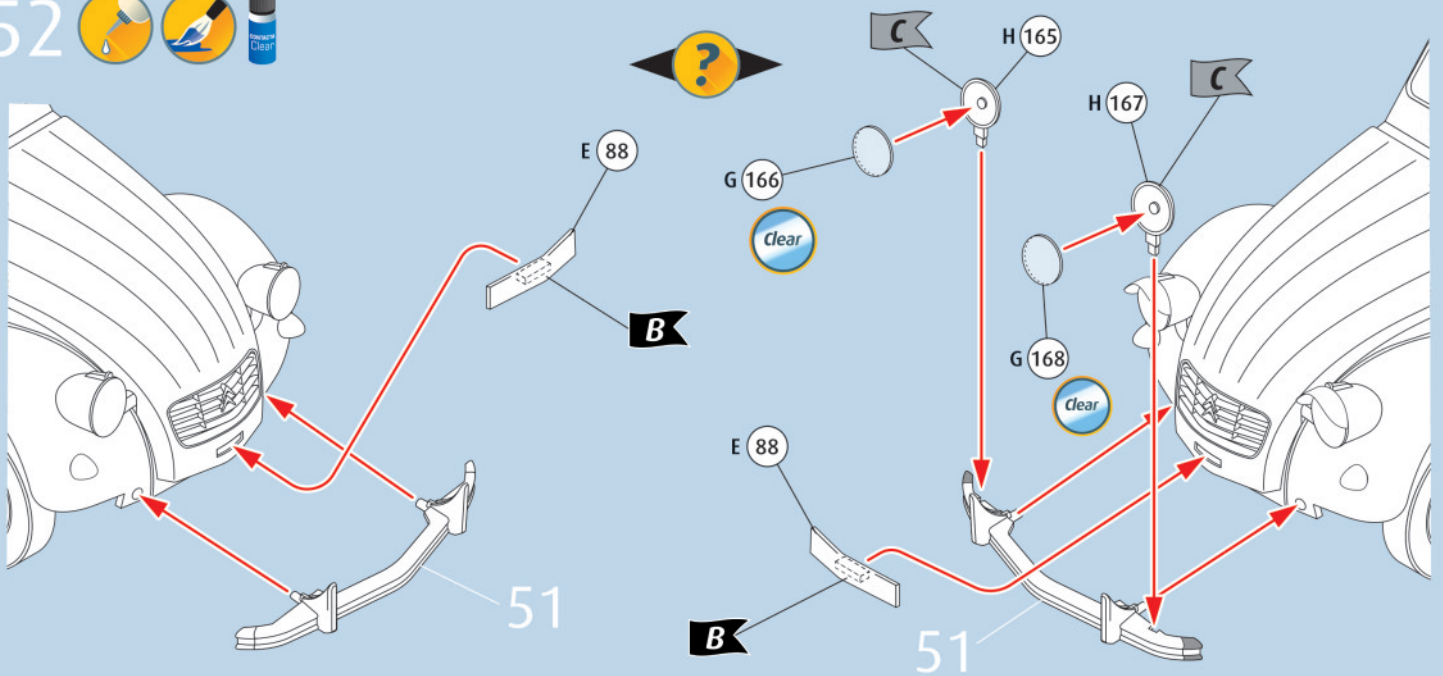 52
CONTACTA
Clear
?
C
H 165
C
H 167
E 88
G 166
Clear
B
G 168
Clear
E 88
51
B
51